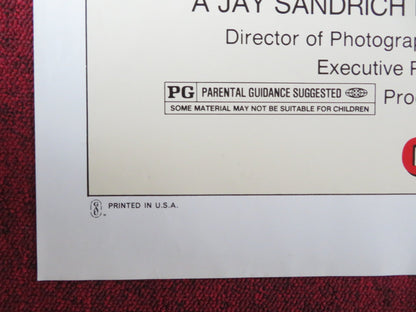 A JAY SANDRICH
Director of Photograp
Executive P
PG PARENTAL GUIDANCE SUGGESTED
SOME MATERIAL MAY NOT BE SUITABLE FOR CHILDREN
Pro
PRINTED IN U.S.A.